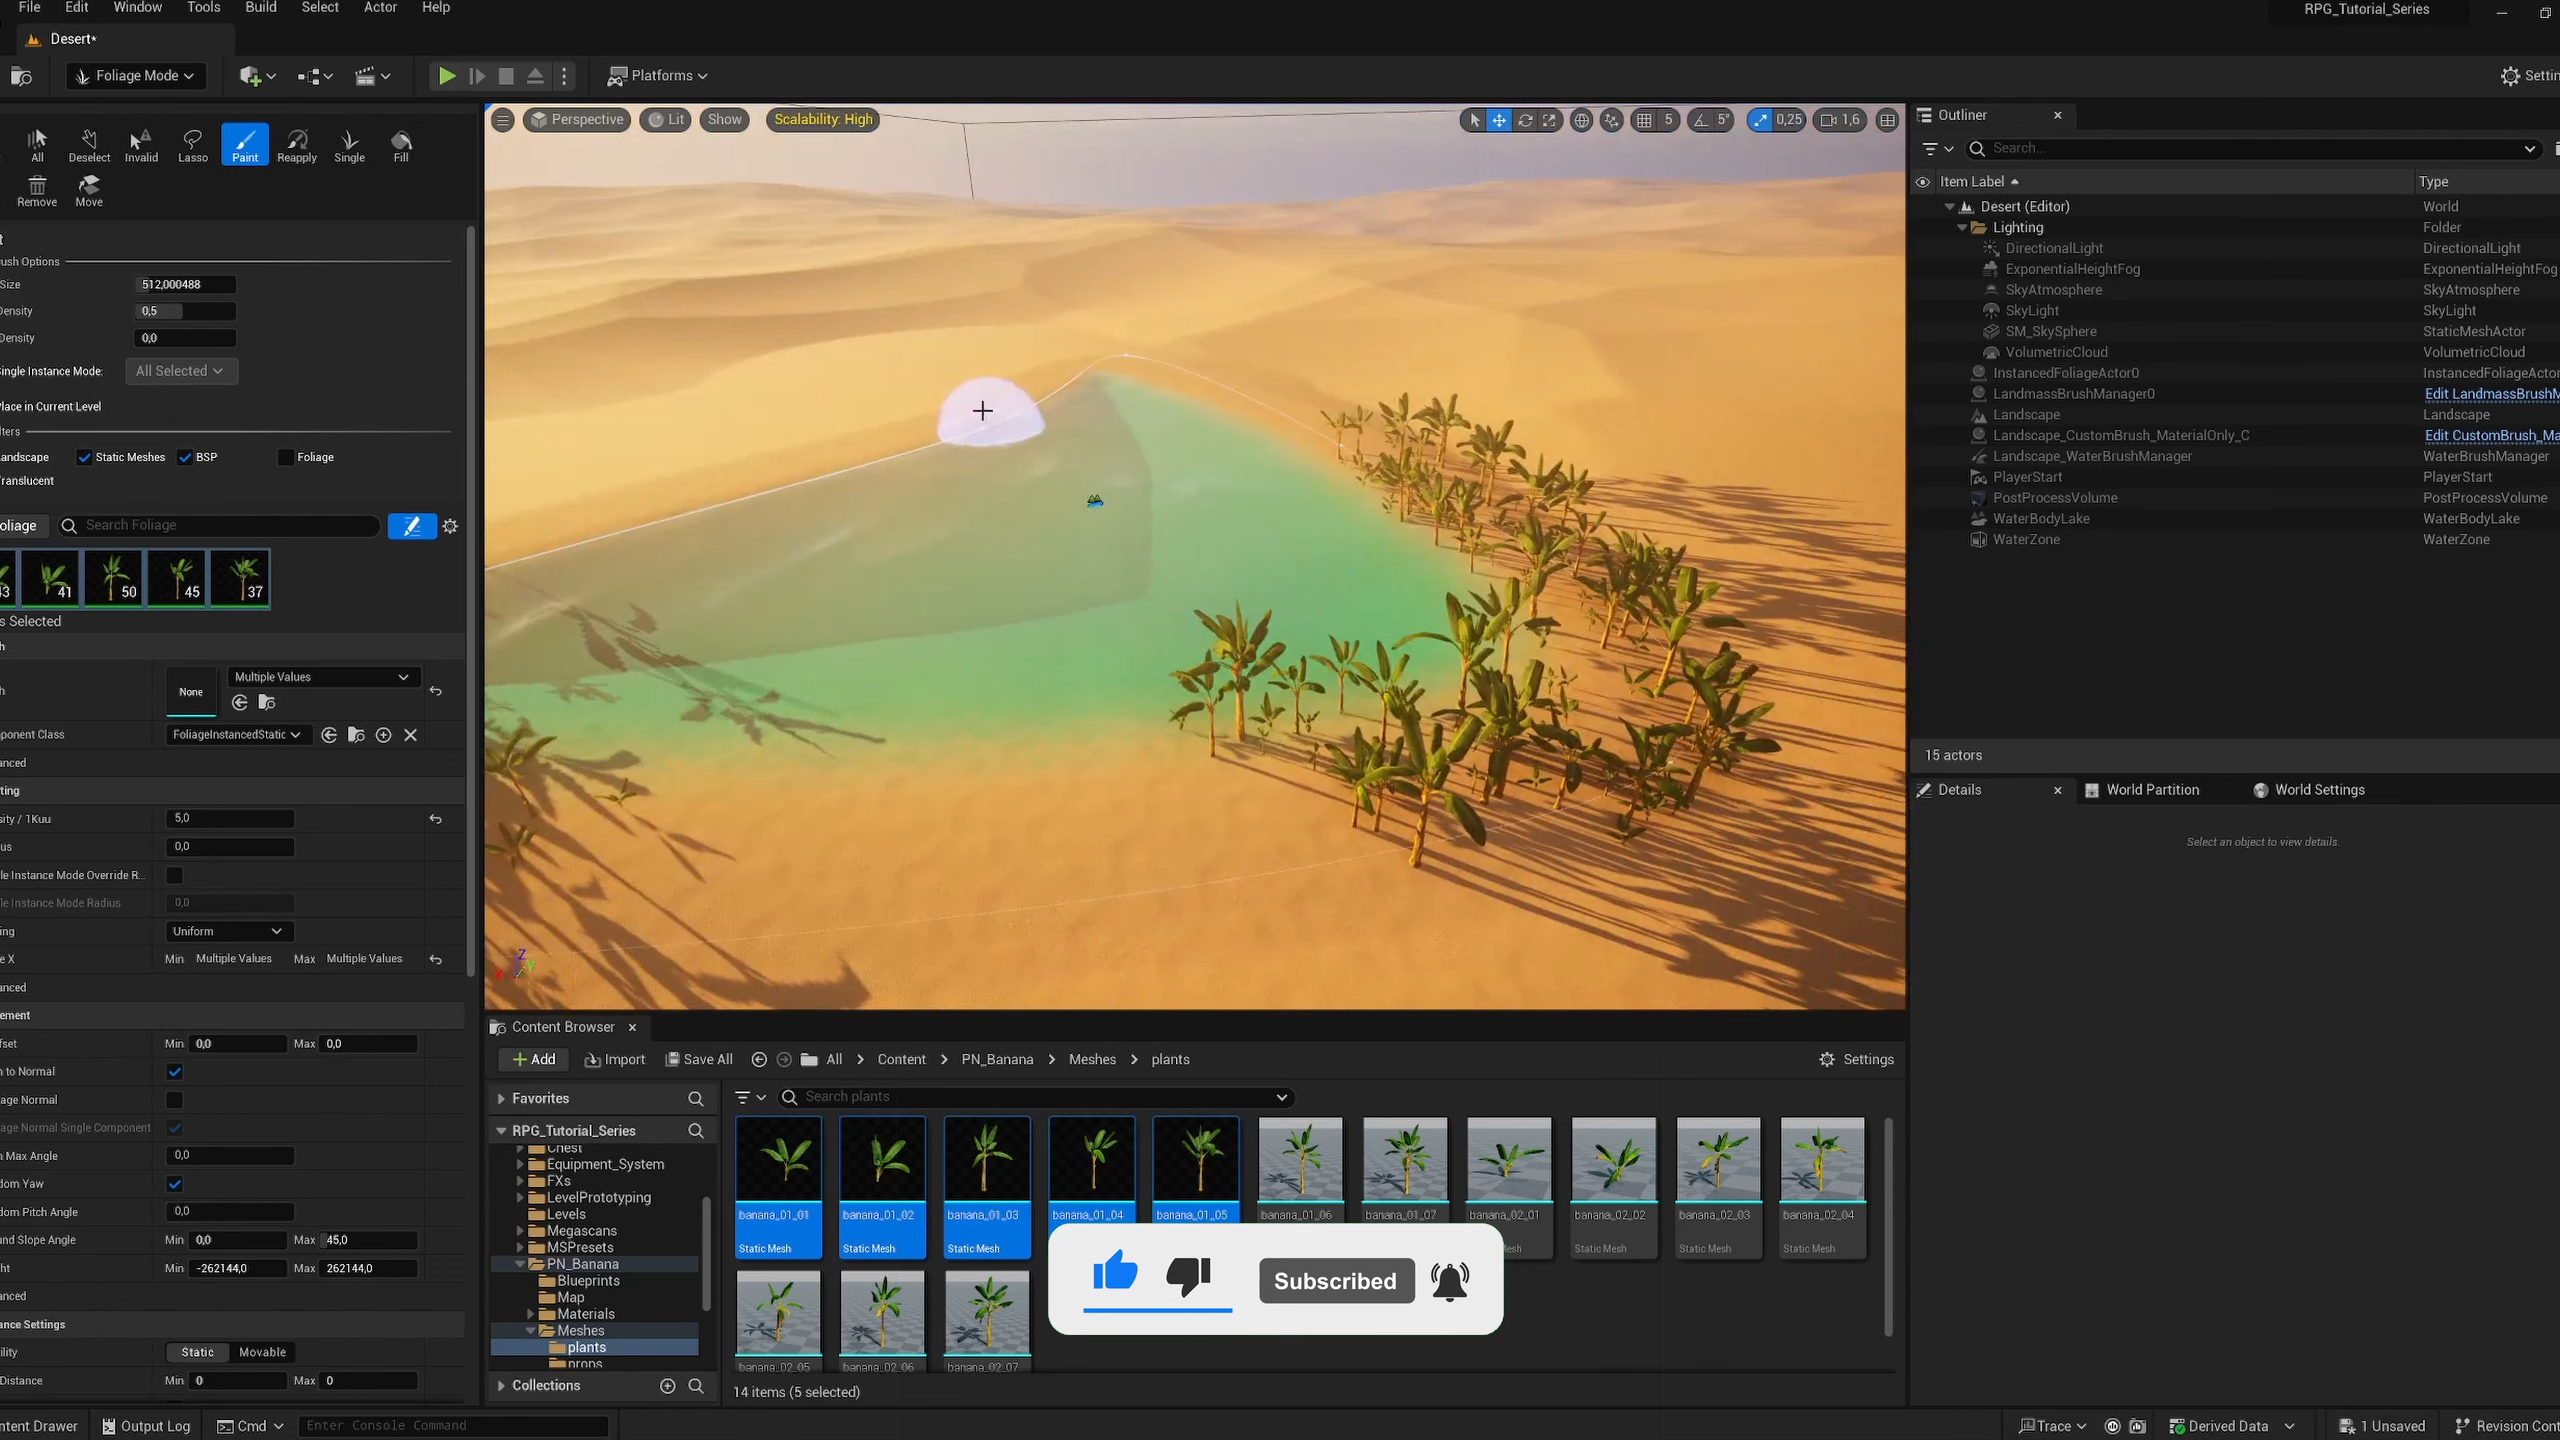 File Edit Window Tools Build Select Actor Help
RPG_Tutorial_Series
Desert*
Foliage Mode
Platforms
Settin
All Deselect Invalid Lasso Paint Reapply Single Fill
Remove Move
t
ush Options
Size 512,000488
Density 0,5
Density 0,0
Single Instance Mode: All Selected
Place in Current Level
lters
andscape Static Meshes BSP Foliage
ranslucent
oliage Search Foliage
43 41 50 45 37
s Selected
h
h None Multiple Values
ponent Class FoliageInstancedStatic
anced
ting
sity / 1Kuu 5,0
us 0,0
le Instance Mode Override R...
le Instance Mode Radius 0,0
ing Uniform
e X Min Multiple Values Max Multiple Values
anced
ement
fset Min 0,0 Max 0,0
n to Normal
age Normal
age Normal Single Component
n Max Angle 0,0
dom Yaw
dom Pitch Angle 0,0
und Slope Angle Min 0,0 Max 45,0
ght Min -262144,0 Max 262144,0
anced
ance Settings
ility Static Movable
Distance Min 0 Max 0
Perspective Lit Show Scalability: High
5 5° 0,25 1,6
Z
X Y
Outliner
Search...
Item Label Type
Desert (Editor) World
Lighting Folder
DirectionalLight DirectionalLight
ExponentialHeightFog ExponentialHeightFog
SkyAtmosphere SkyAtmosphere
SkyLight SkyLight
SM_SkySphere StaticMeshActor
VolumetricCloud VolumetricCloud
InstancedFoliageActor0 InstancedFoliageActor
LandmassBrushManager0 Edit LandmassBrushM
Landscape Landscape
Landscape_CustomBrush_MaterialOnly_C Edit CustomBrush_Ma
Landscape_WaterBrushManager WaterBrushManager
PlayerStart PlayerStart
PostProcessVolume PostProcessVolume
WaterBodyLake WaterBodyLake
WaterZone WaterZone
15 actors
Details World Partition World Settings
Select an object to view details.
Content Browser
Add Import Save All All Content PN_Banana Meshes plants Settings
Favorites
Search plants
RPG_Tutorial_Series
Chest
Equipment_System
FXs
LevelPrototyping
Levels
Megascans
MSPresets
PN_Banana
Blueprints
Map
Materials
Meshes
plants
props
Collections
banana_01_01 banana_01_02 banana_01_03 banana_01_04 banana_01_05 banana_01_06 banana_01_07 banana_02_01 banana_02_02 banana_02_03 banana_02_04
Static Mesh Static Mesh Static Mesh esh Static Mesh Static Mesh Static Mesh
banana_02_05 banana_02_06 banana_02_07
Subscribed
14 items (5 selected)
ntent Drawer Output Log Cmd Enter Console Command
Trace Derived Data 1 Unsaved Revision Cont